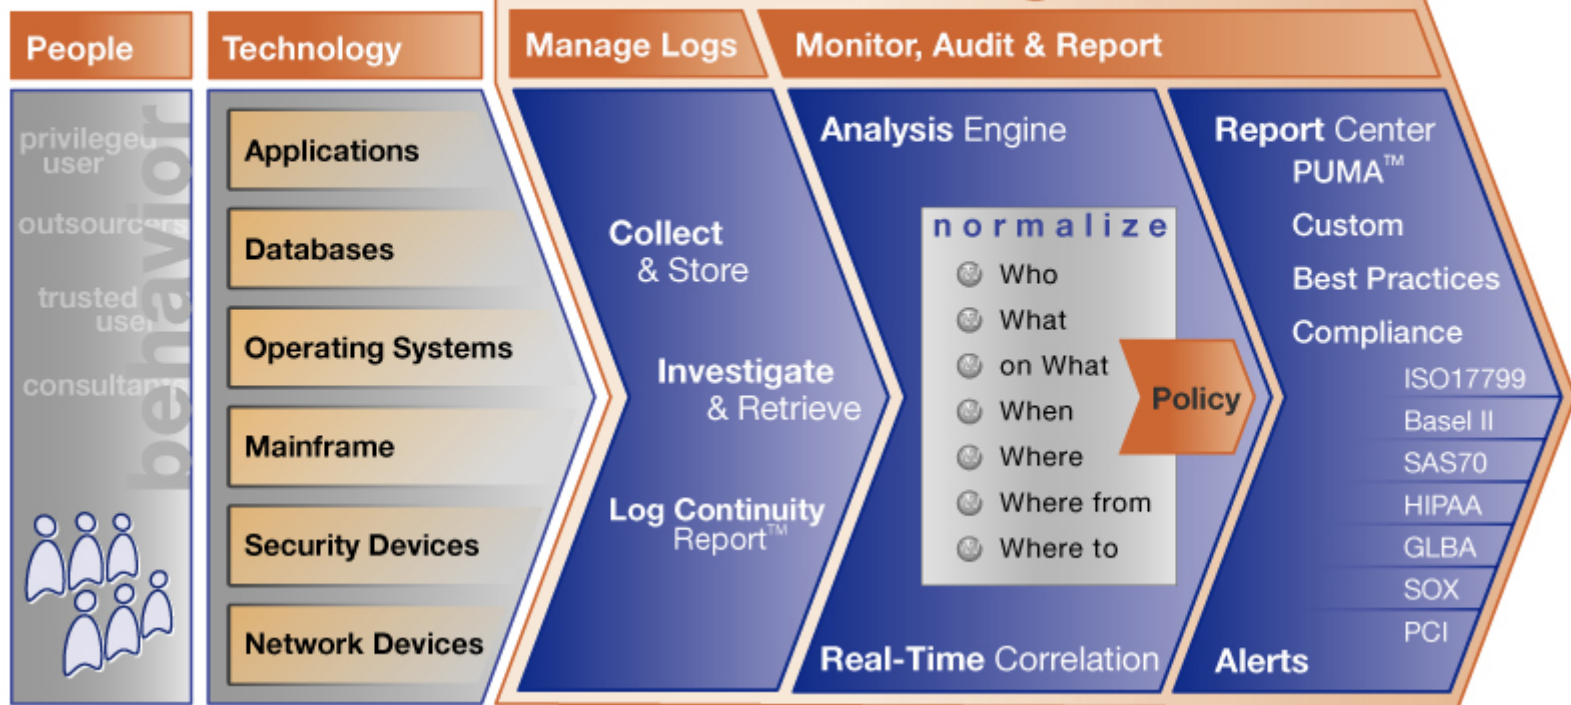 People
privileged
user
outsourcers
trusted
user
consultants
behavior
Technology
Applications
Databases
Operating Systems
Mainframe
Security Devices
Network Devices
Manage Logs
Collect
& Store
Investigate
& Retrieve
Log Continuity
Report™
Monitor, Audit & Report
Analysis Engine
normalize
Who
What
on What
When
Where
Where from
Where to
Policy
Real-Time Correlation
Report Center
PUMA™
Custom
Best Practices
Compliance
ISO17799
Basel II
SAS70
HIPAA
GLBA
SOX
PCI
Alerts